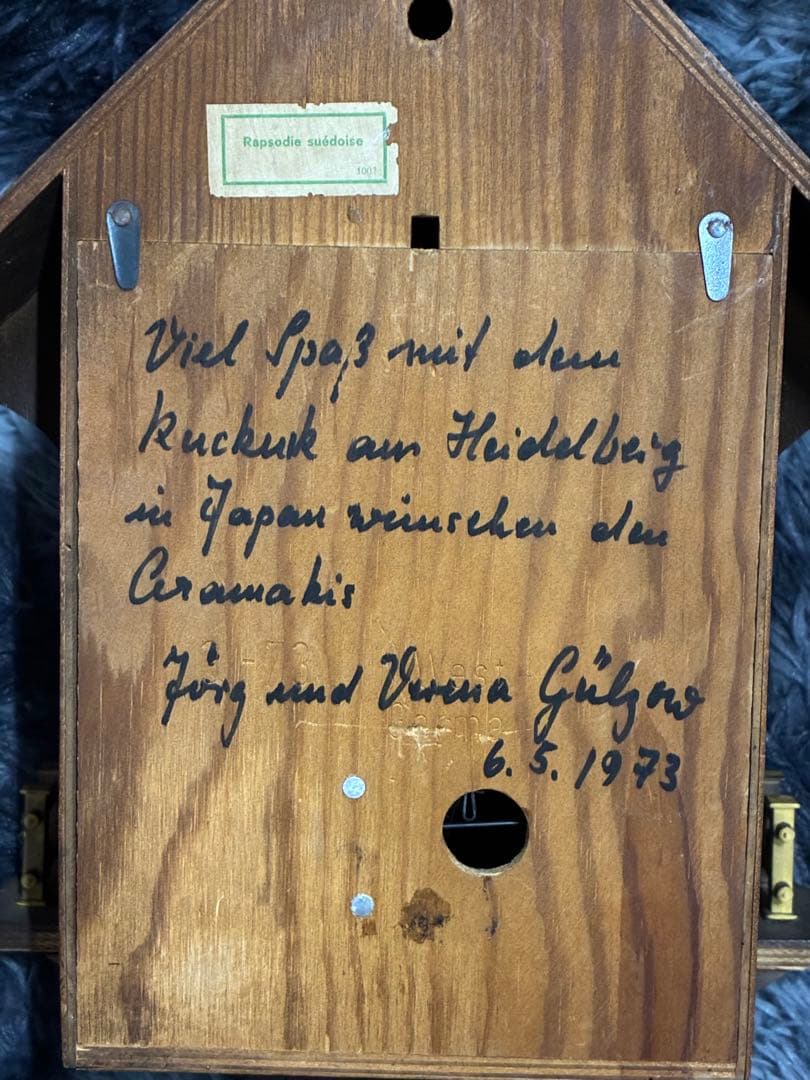 Rapsodie suédoise
Viel Spaß mit dem
Kuckuck aus Heidelberg
in Japan wünschen den
Aramakis
Jörg und Verena Gülzow
6.5.1973